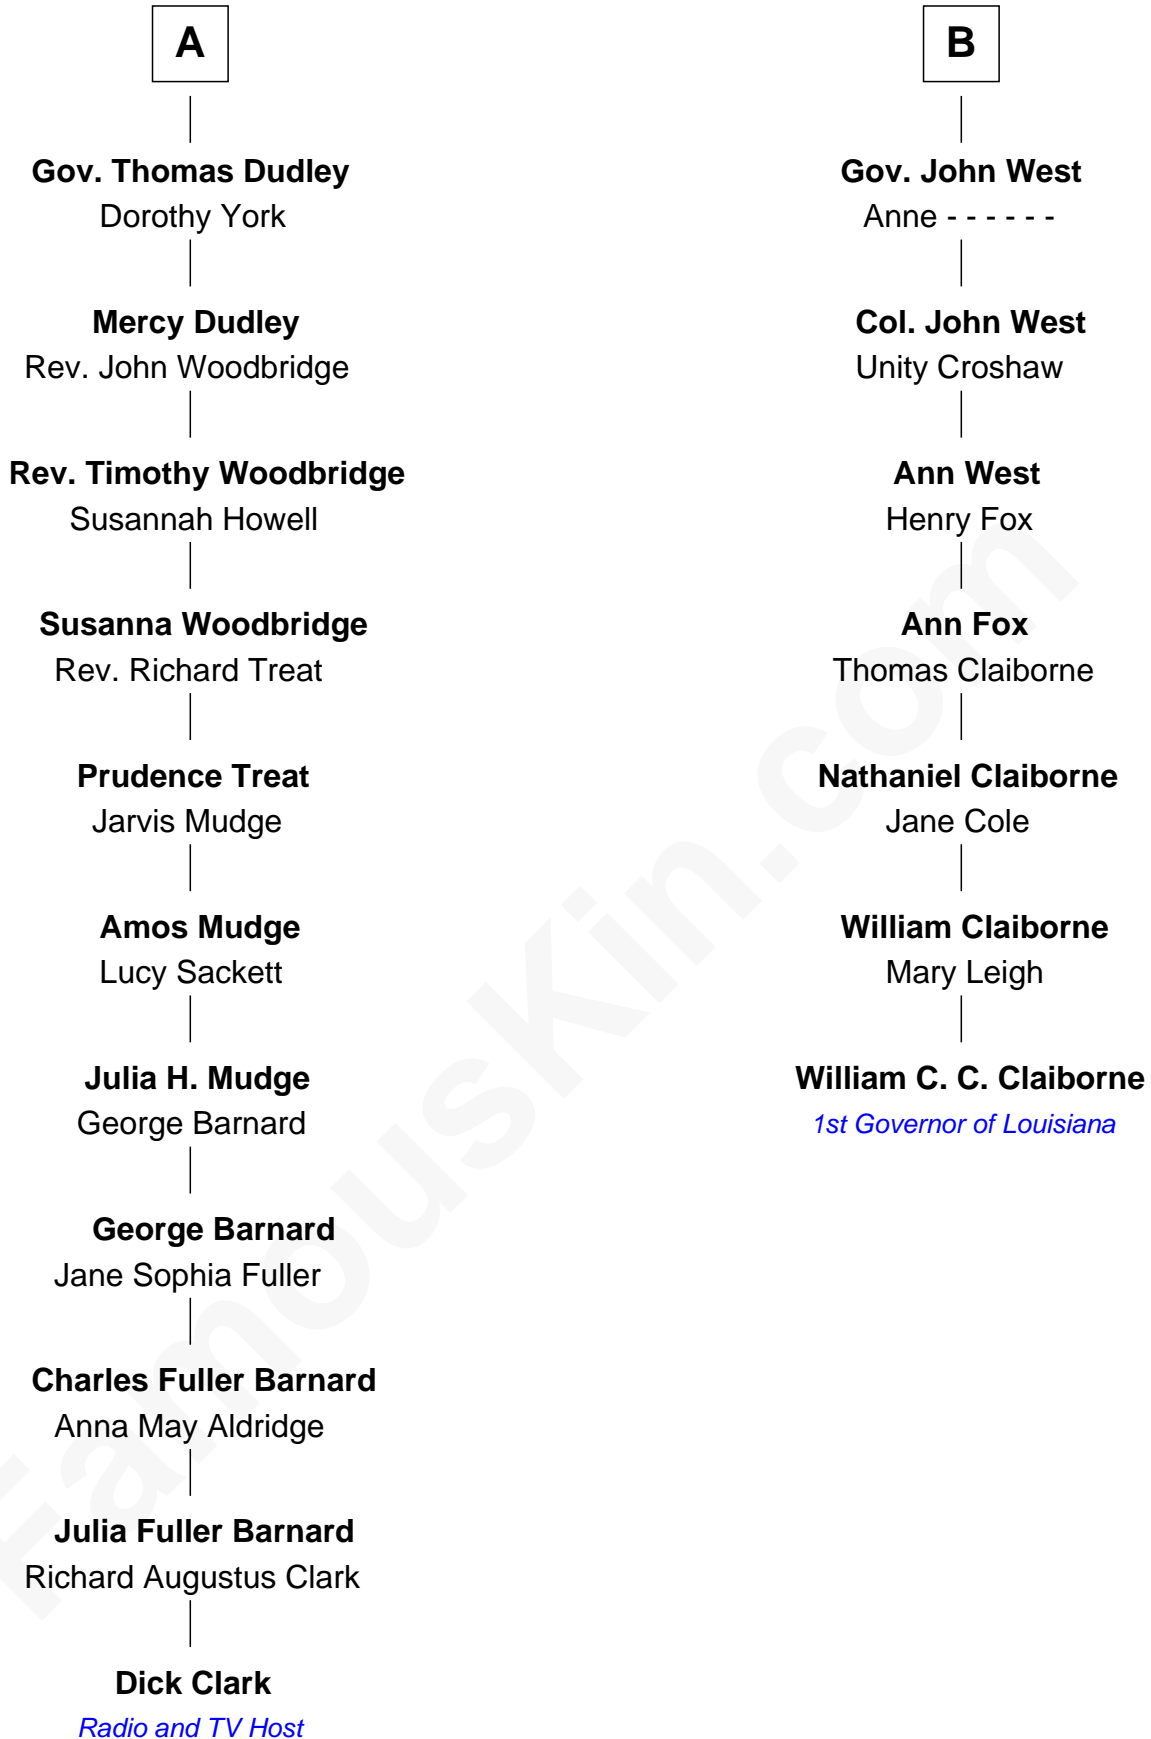 A
Gov. Thomas Dudley
Dorothy York
Mercy Dudley
Rev. John Woodbridge
Rev. Timothy Woodbridge
Susannah Howell
Susanna Woodbridge
Rev. Richard Treat
Prudence Treat
Jarvis Mudge
Amos Mudge
Lucy Sackett
Julia H. Mudge
George Barnard
George Barnard
Jane Sophia Fuller
Charles Fuller Barnard
Anna May Aldridge
Julia Fuller Barnard
Richard Augustus Clark
Dick Clark
Radio and TV Host
B
Gov. John West
Anne - - - - - -
Col. John West
Unity Croshaw
Ann West
Henry Fox
Ann Fox
Thomas Claiborne
Nathaniel Claiborne
Jane Cole
William Claiborne
Mary Leigh
William C. C. Claiborne
1st Governor of Louisiana
FamousKin.com